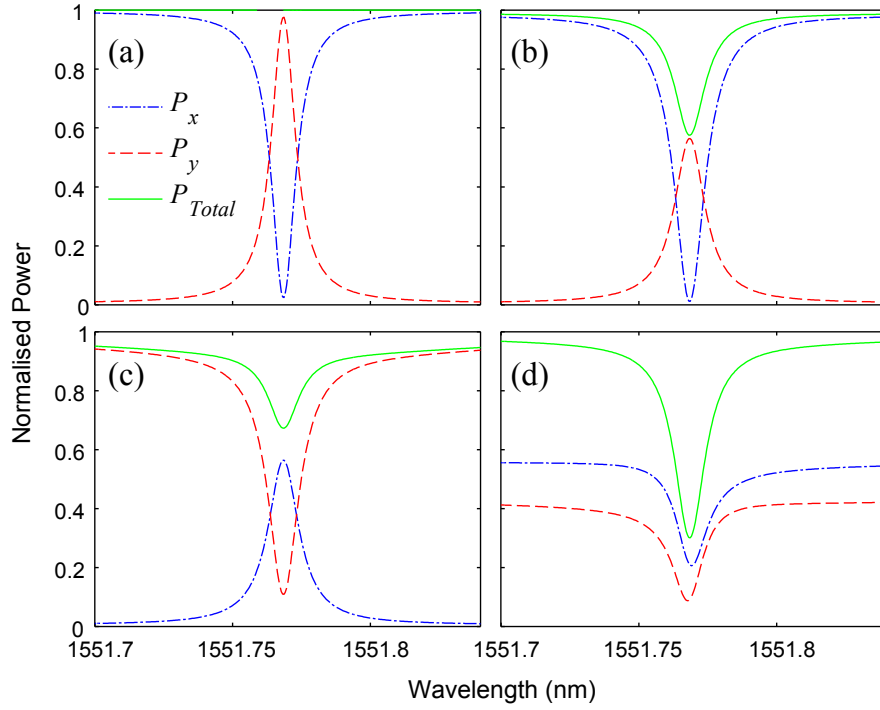 1
0.8
0.6
0.4
0.2
0
(a)
P_x
P_y
P_Total
(b)
Normalised Power
1
0.8
0.6
0.4
0.2
0
(c)
(d)
1551.7
1551.75
1551.8
1551.7
1551.75
1551.8
Wavelength (nm)